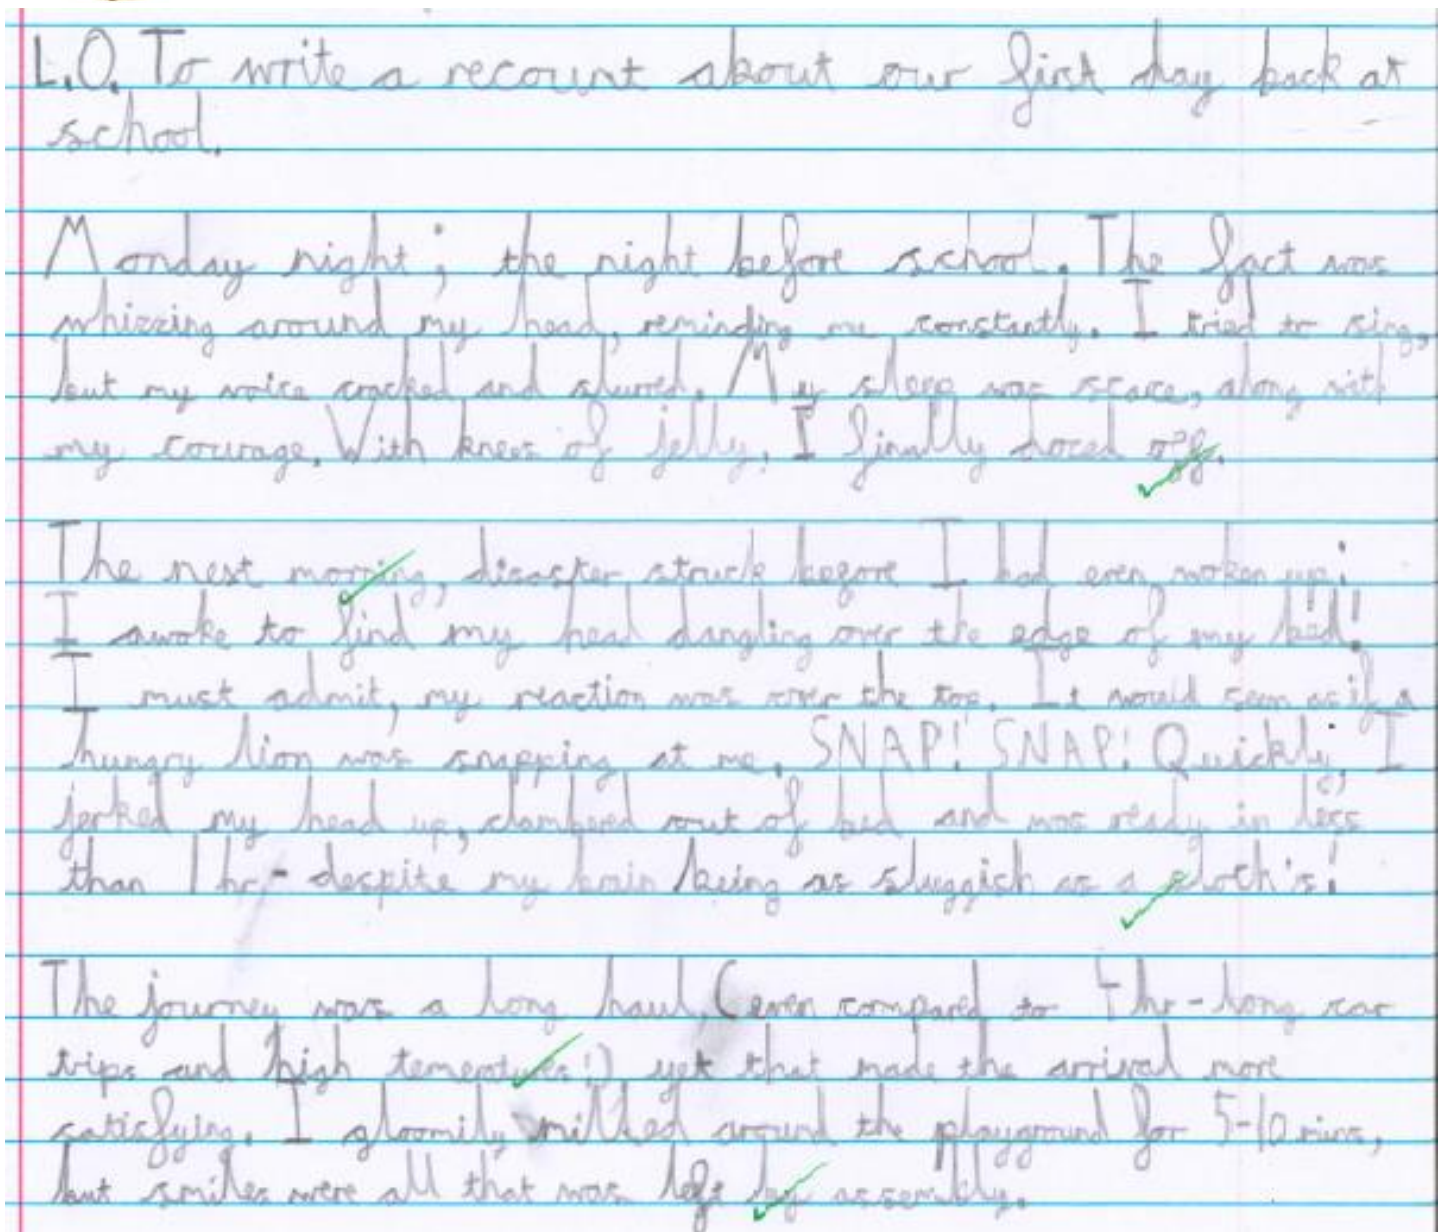 L.O. To write a recount about our first day back at
school.
Monday night; the night before school. The fact was
whizzing around my head, reminding me constantly. I tried to sing,
but my voice cracked and slurred. My sleep was scarce, along with
my courage. With knees of jelly, I finally dozed off.
The next morning, disaster struck before I had even woken up;
I awoke to find my head dangling over the edge of my bed!
I must admit, my reaction was over the top. It would seem as if a
hungry lion was snapping at me. SNAP! SNAP! Quickly, I
jerked my head up, clambered out of bed and was ready in less
than 1 hr - despite my brain being as sluggish as a sloth's!
The journey was a long haul (even compared to 4 hr-long car
trips and high temeratures!) yet that made the arrival more
satisfying. I gloomily milled around the playground for 5-10 mins,
but smiles were all that was left by assembly.